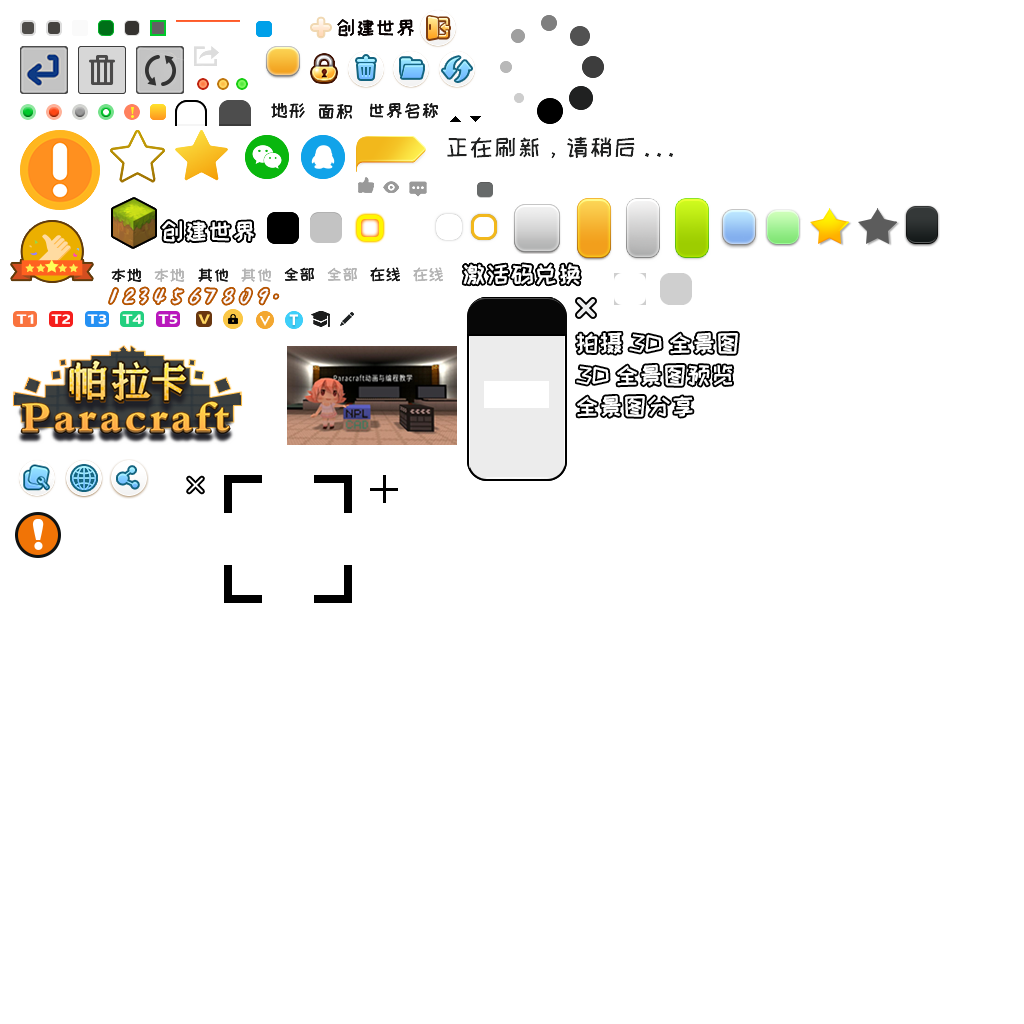 创建世界
地形 面积 世界名称
正在刷新，请稍后...
创建世界
激活码兑换
本地 本地 其他 其他 全部 全部 在线 在线
1234567890.
T1 T2 T3 T4 T5 V V T
拍摄 3D 全景图
3D 全景图预览
全景图分享
帕拉卡
Paracraft
Paracraft动画与编程教学
NPL